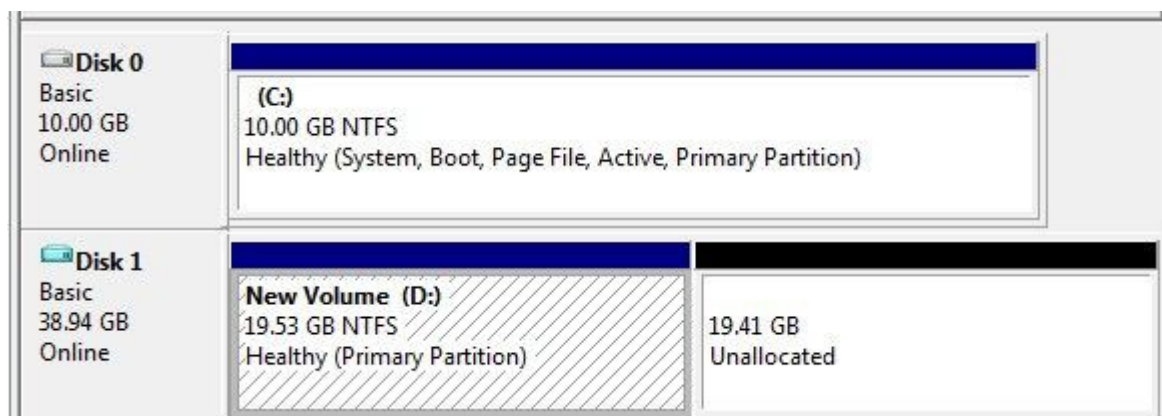 Disk 0
Basic
10.00 GB
Online
(C:)
10.00 GB NTFS
Healthy (System, Boot, Page File, Active, Primary Partition)
Disk 1
Basic
38.94 GB
Online
New Volume (D:)
19.53 GB NTFS
Healthy (Primary Partition)
19.41 GB
Unallocated